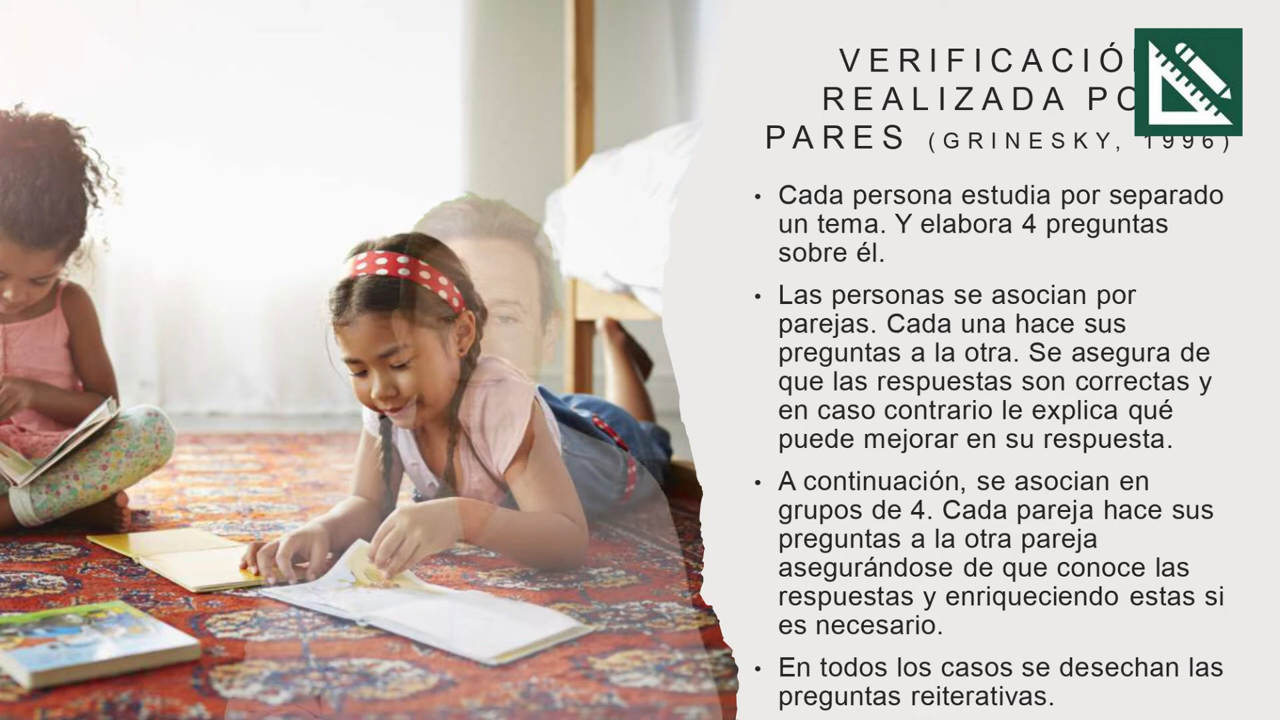 VERIFICACIÓ
REALIZADA PO
PARES (GRINESKY, 1996)
• Cada persona estudia por separado
un tema. Y elabora 4 preguntas
sobre él.
• Las personas se asocian por
parejas. Cada una hace sus
preguntas a la otra. Se asegura de
que las respuestas son correctas y
en caso contrario le explica qué
puede mejorar en su respuesta.
• A continuación, se asocian en
grupos de 4. Cada pareja hace sus
preguntas a la otra pareja
asegurándose de que conoce las
respuestas y enriqueciendo estas si
es necesario.
• En todos los casos se desechan las
preguntas reiterativas.